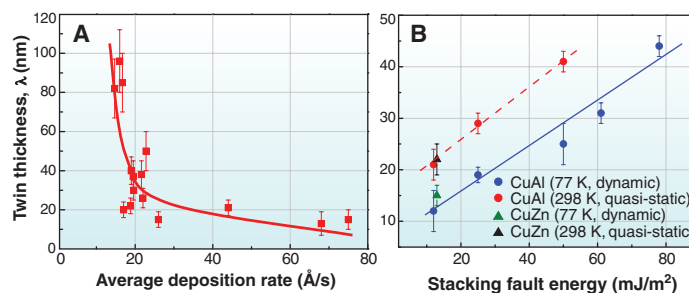 A
Twin thickness, λ (nm)
120
100
80
60
40
20
0
0 20 40 60 80
Average deposition rate (Å/s)
B
50
40
30
20
10
CuAl (77 K, dynamic)
CuAl (298 K, quasi-static)
CuZn (77 K, dynamic)
CuZn (298 K, quasi-static)
0 20 40 60 80
Stacking fault energy (mJ/m²)